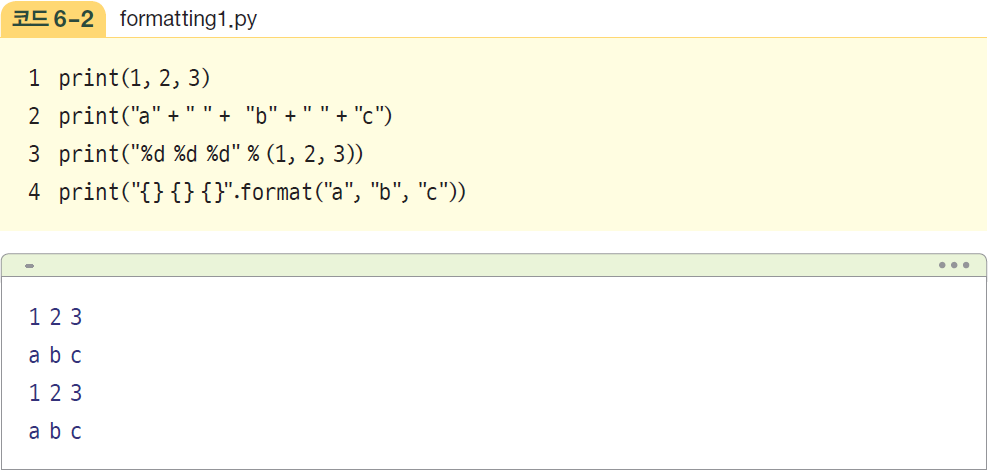 코드 6-2 formatting1.py
1 print(1, 2, 3)
2 print("a" + " " +  "b" + " " + "c")
3 print("%d %d %d" % (1, 2, 3))
4 print("{} {} {}".format("a", "b", "c"))
1 2 3
a b c
1 2 3
a b c